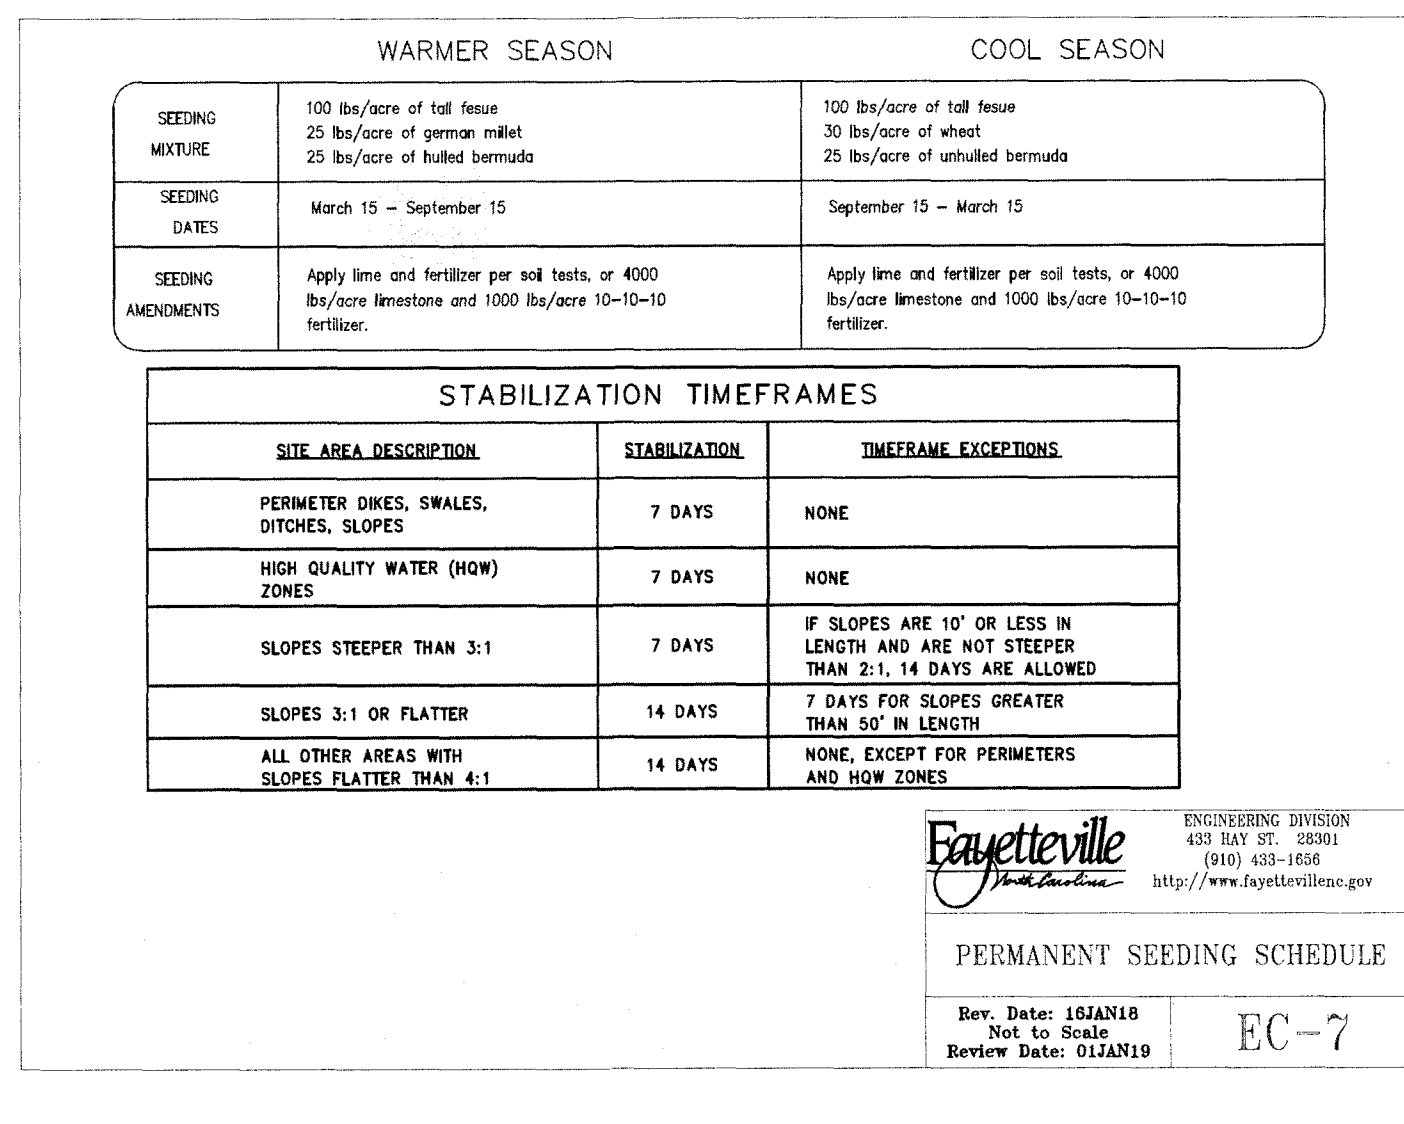 WARMER SEASON
COOL SEASON
SEEDING
MIXTURE
100 lbs/acre of tall fesue
25 lbs/acre of german millet
25 lbs/acre of hulled bermuda
100 lbs/acre of tall fesue
30 lbs/acre of wheat
25 lbs/acre of unhulled bermuda
SEEDING
DATES
March 15 – September 15
September 15 – March 15
SEEDING
AMENDMENTS
Apply lime and fertilizer per soil tests, or 4000
lbs/acre limestone and 1000 lbs/acre 10–10–10
fertilizer.
Apply lime and fertilizer per soil tests, or 4000
lbs/acre limestone and 1000 lbs/acre 10–10–10
fertilizer.
STABILIZATION TIMEFRAMES
SITE AREA DESCRIPTION
STABILIZATION
TIMEFRAME EXCEPTIONS
PERIMETER DIKES, SWALES,
DITCHES, SLOPES
7 DAYS
NONE
HIGH QUALITY WATER (HQW)
ZONES
7 DAYS
NONE
SLOPES STEEPER THAN 3:1
7 DAYS
IF SLOPES ARE 10' OR LESS IN
LENGTH AND ARE NOT STEEPER
THAN 2:1, 14 DAYS ARE ALLOWED
SLOPES 3:1 OR FLATTER
14 DAYS
7 DAYS FOR SLOPES GREATER
THAN 50' IN LENGTH
ALL OTHER AREAS WITH
SLOPES FLATTER THAN 4:1
14 DAYS
NONE, EXCEPT FOR PERIMETERS
AND HQW ZONES
Fayetteville
North Carolina
ENGINEERING DIVISION
433 HAY ST. 28301
(910) 433-1656
http://www.fayettevillenc.gov
PERMANENT SEEDING SCHEDULE
Rev. Date: 16JAN18
Not to Scale
Review Date: 01JAN19
EC-7